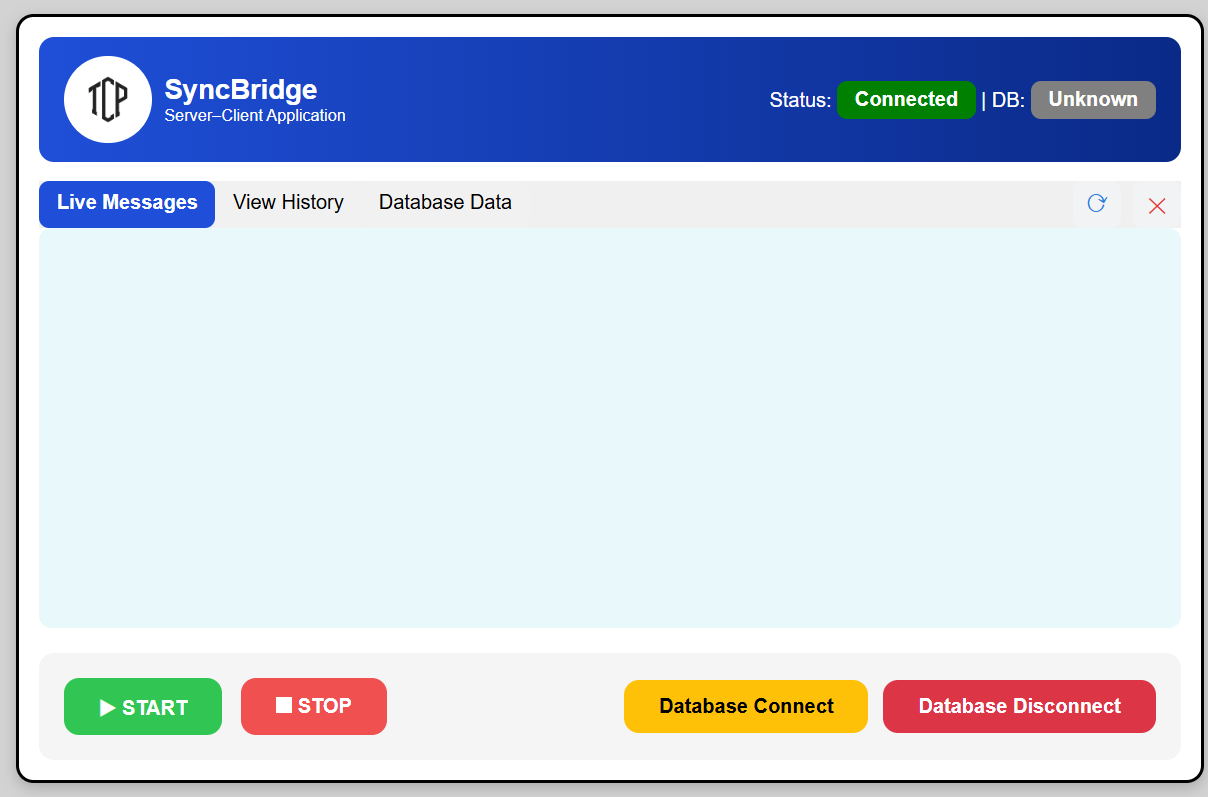 TCP
SyncBridge
Server–Client Application
Status: Connected | DB: Unknown
Live Messages View History Database Data
▶ START ■ STOP Database Connect Database Disconnect